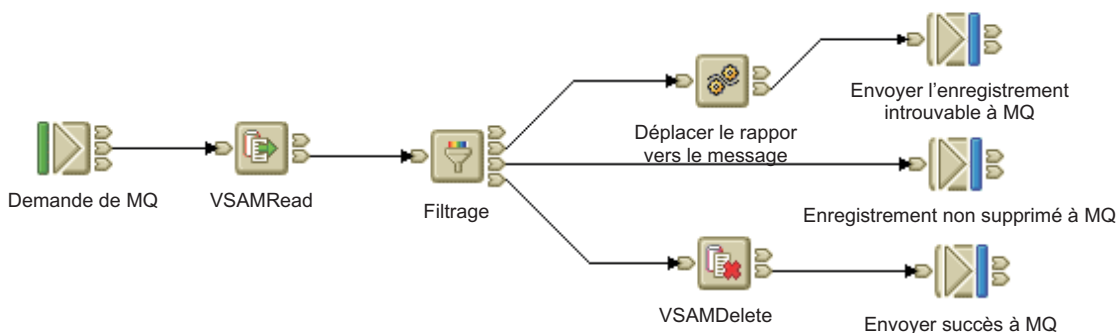 Demande de MQ
VSAMRead
Filtrage
Déplacer le rappor
vers le message
Envoyer l'enregistrement
introuvable à MQ
Enregistrement non supprimé à MQ
VSAMDelete
Envoyer succès à MQ